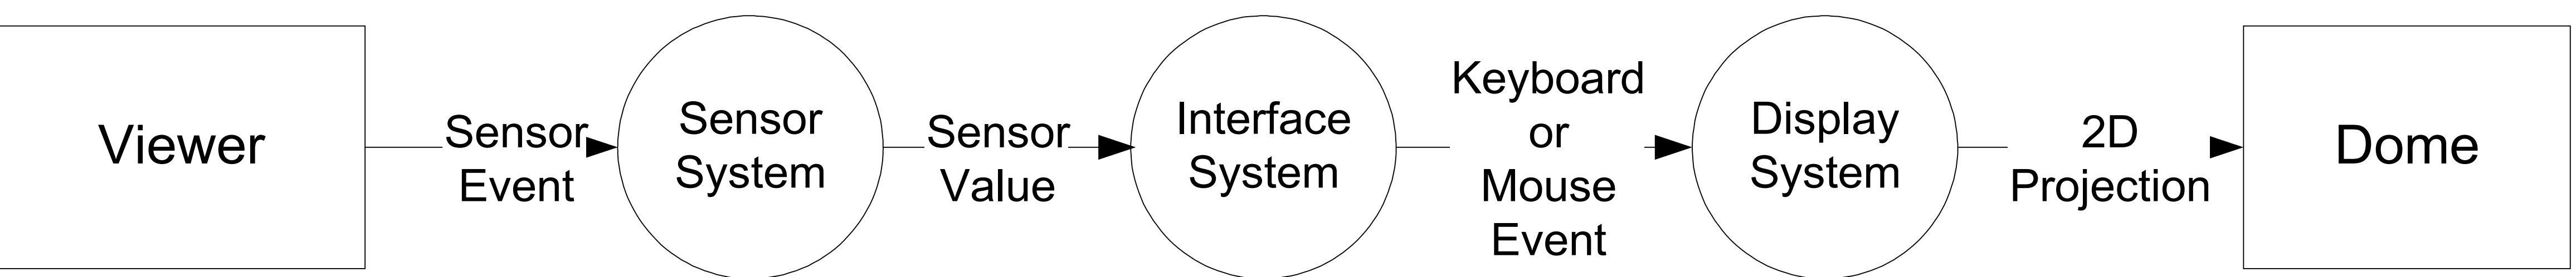 Viewer
Sensor
Event
Sensor
System
Sensor
Value
Interface
System
Keyboard
or
Mouse
Event
Display
System
2D
Projection
Dome